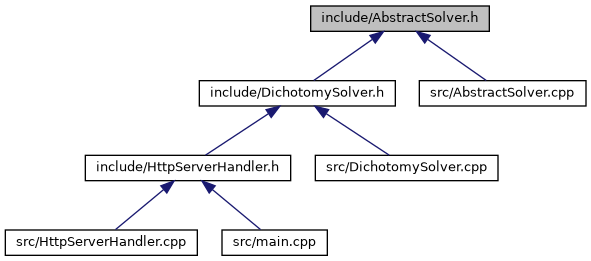 include/AbstractSolver.h
include/DichotomySolver.h
src/AbstractSolver.cpp
include/HttpServerHandler.h
src/DichotomySolver.cpp
src/HttpServerHandler.cpp
src/main.cpp